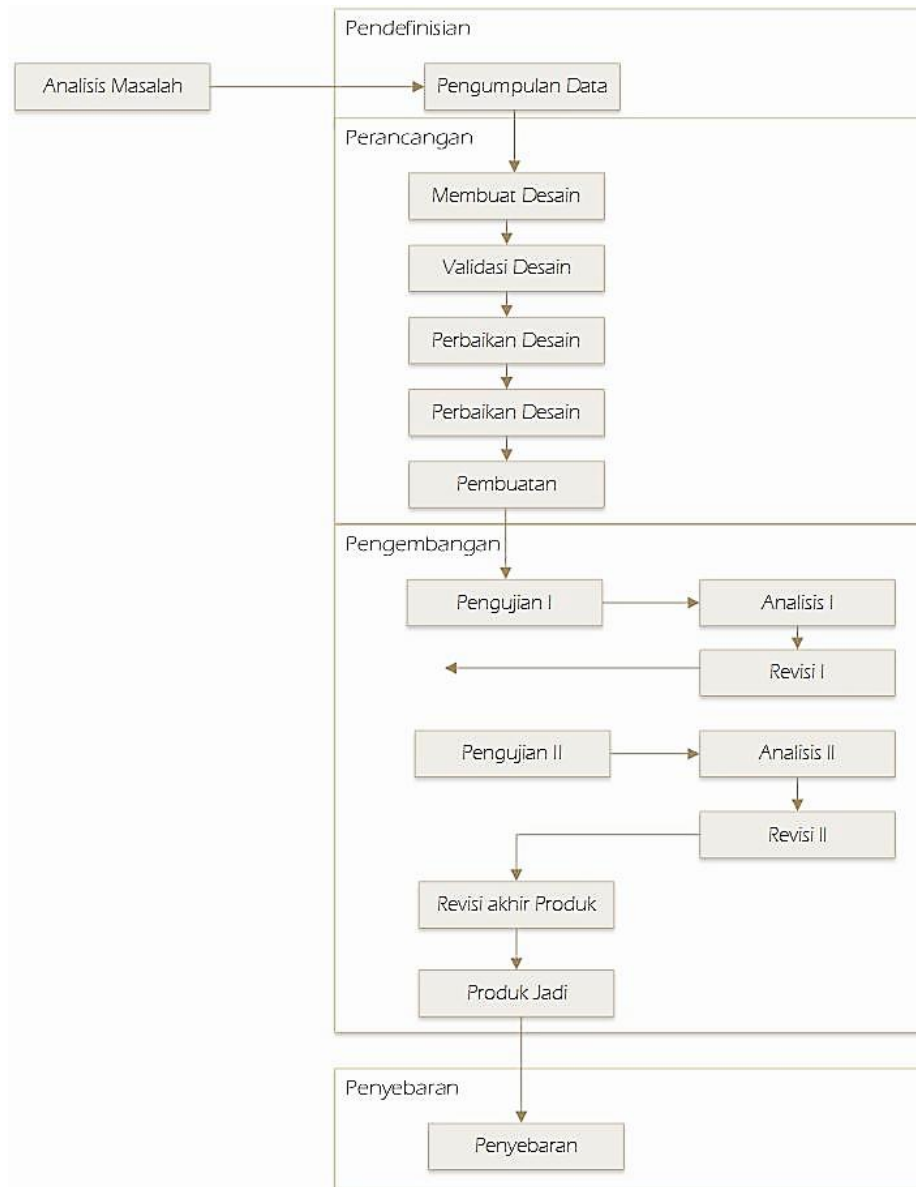 Pendefinisian
Analisis Masalah
Pengumpulan Data
Perancangan
Membuat Desain
Validasi Desain
Perbaikan Desain
Perbaikan Desain
Pembuatan
Pengembangan
Pengujian I
Analisis I
Revisi I
Pengujian II
Analisis II
Revisi II
Revisi akhir Produk
Produk Jadi
Penyebaran
Penyebaran